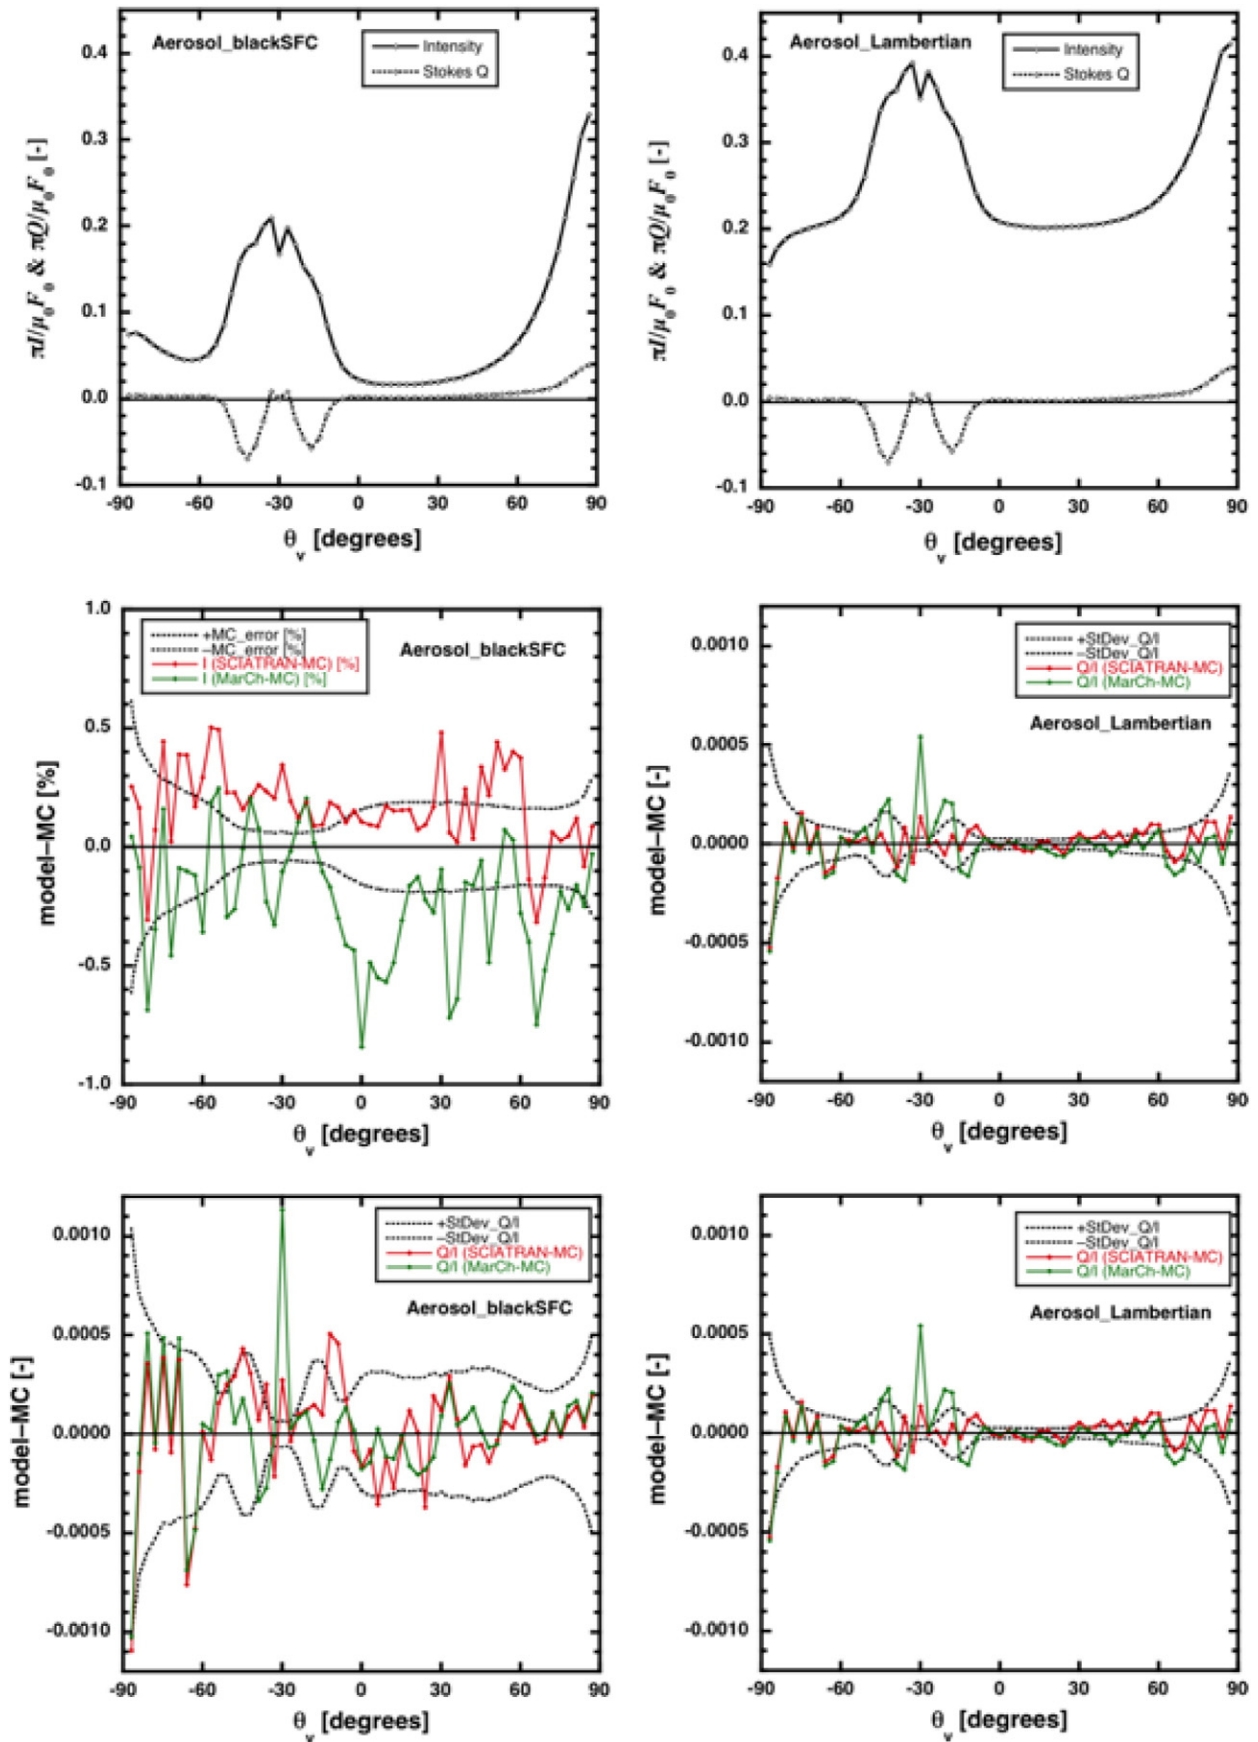 Aerosol_blackSFC
Intensity
Stokes Q
0.4
0.3
0.2
0.1
0.0
-0.1
πI/μ₀F₀ & πQ/μ₀F₀ [-]
-90 -60 -30 0 30 60 90
θv [degrees]
Aerosol_Lambertian
Intensity
Stokes Q
0.4
0.3
0.2
0.1
0.0
-0.1
πI/μ₀F₀ & πQ/μ₀F₀ [-]
-90 -60 -30 0 30 60 90
θv [degrees]
+MC_error [%]
–MC_error [%]
I (SCIATRAN-MC) [%]
I (MarCh-MC) [%]
Aerosol_blackSFC
1.0
0.5
0.0
-0.5
-1.0
model–MC [%]
-90 -60 -30 0 30 60 90
θv [degrees]
+StDev_Q/I
–StDev_Q/I
Q/I (SCIATRAN-MC)
Q/I (MarCh-MC)
Aerosol_Lambertian
0.0010
0.0005
0.0000
-0.0005
-0.0010
model–MC [-]
-90 -60 -30 0 30 60 90
θv [degrees]
+StDev_Q/I
–StDev_Q/I
Q/I (SCIATRAN-MC)
Q/I (MarCh-MC)
Aerosol_blackSFC
0.0010
0.0005
0.0000
-0.0005
-0.0010
model–MC [-]
-90 -60 -30 0 30 60 90
θv [degrees]
+StDev_Q/I
–StDev_Q/I
Q/I (SCIATRAN-MC)
Q/I (MarCh-MC)
Aerosol_Lambertian
0.0010
0.0005
0.0000
-0.0005
-0.0010
model–MC [-]
-90 -60 -30 0 30 60 90
θv [degrees]